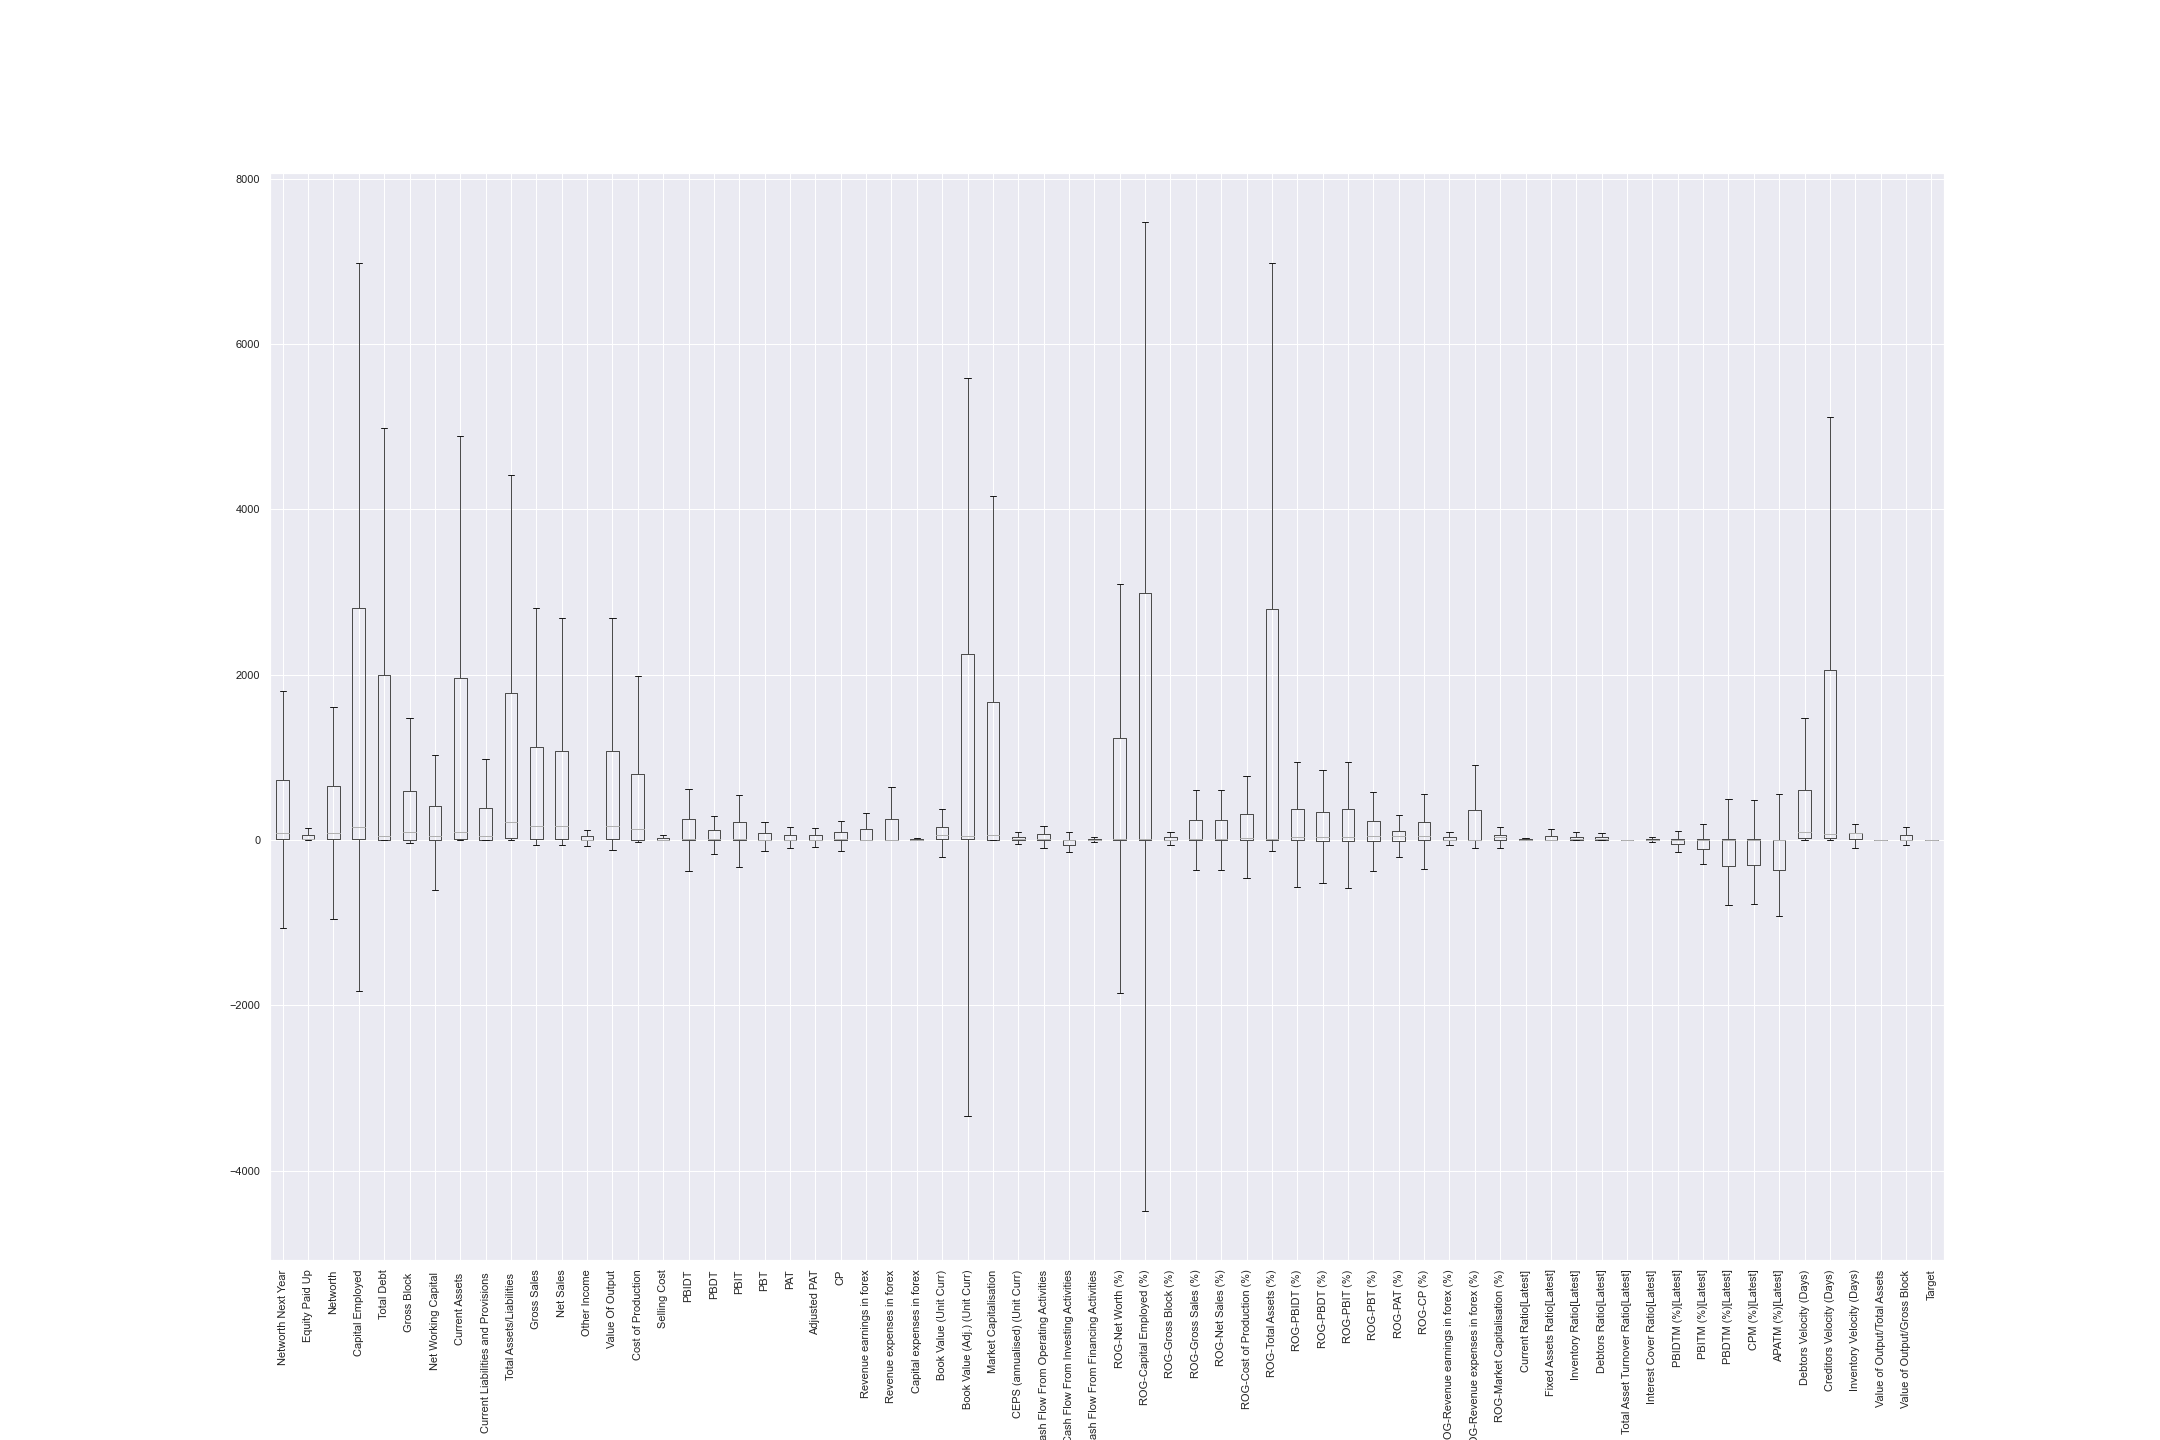 8000
6000
4000
2000
0
−2000
−4000
Networth Next Year
Equity Paid Up
Networth
Capital Employed
Total Debt
Gross Block
Net Working Capital
Current Assets
Current Liabilities and Provisions
Total Assets/Liabilities
Gross Sales
Net Sales
Other Income
Value Of Output
Cost of Production
Selling Cost
PBIDT
PBDT
PBIT
PBT
PAT
Adjusted PAT
CP
Revenue earnings in forex
Revenue expenses in forex
Capital expenses in forex
Book Value (Unit Curr)
Book Value (Adj.) (Unit Curr)
Market Capitalisation
CEPS (annualised) (Unit Curr)
ash Flow From Operating Activities
Cash Flow From Investing Activities
ash Flow From Financing Activities
ROG-Net Worth (%)
ROG-Capital Employed (%)
ROG-Gross Block (%)
ROG-Gross Sales (%)
ROG-Net Sales (%)
ROG-Cost of Production (%)
ROG-Total Assets (%)
ROG-PBIDT (%)
ROG-PBDT (%)
ROG-PBIT (%)
ROG-PBT (%)
ROG-PAT (%)
ROG-CP (%)
OG-Revenue earnings in forex (%)
OG-Revenue expenses in forex (%)
ROG-Market Capitalisation (%)
Current Ratio[Latest]
Fixed Assets Ratio[Latest]
Inventory Ratio[Latest]
Debtors Ratio[Latest]
Total Asset Turnover Ratio[Latest]
Interest Cover Ratio[Latest]
PBIDTM (%)[Latest]
PBITM (%)[Latest]
PBDTM (%)[Latest]
CPM (%)[Latest]
APATM (%)[Latest]
Debtors Velocity (Days)
Creditors Velocity (Days)
Inventory Velocity (Days)
Value of Output/Total Assets
Value of Output/Gross Block
Target